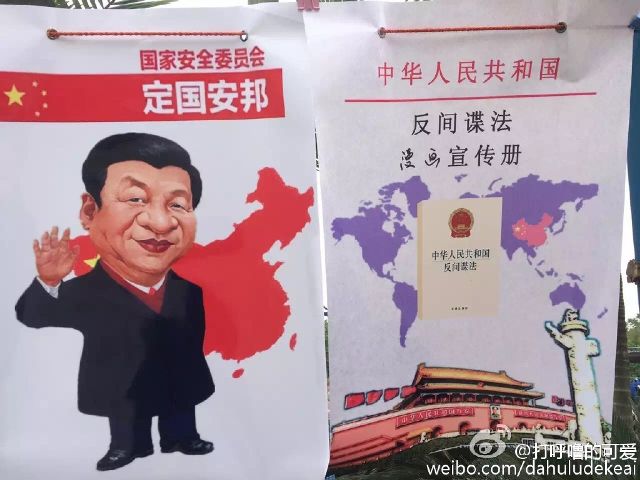 国家安全委员会
定国安邦
中华人民共和国
反间谍法
漫画宣传册
中华人民共和国
反间谍法
@打呼噜的可爱
weibo.com/dahuludekeai